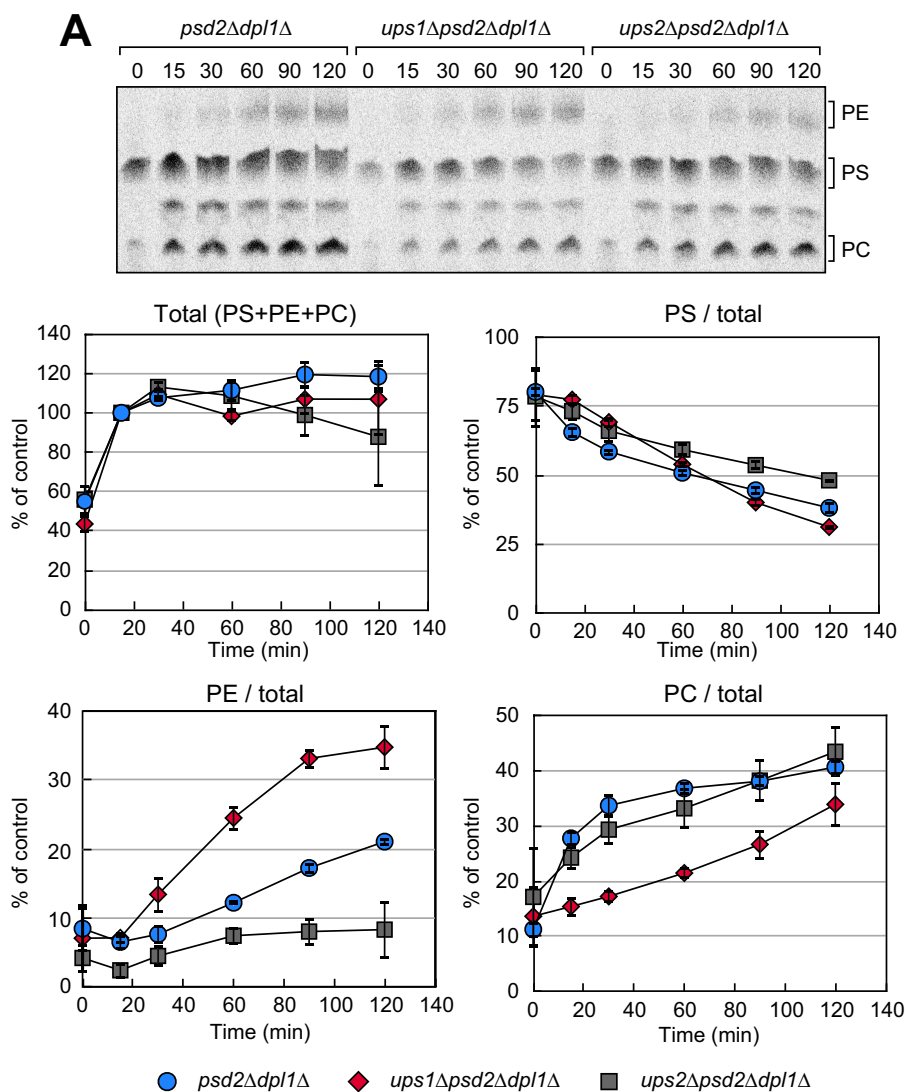 A
psd2Δdpl1Δ ups1Δpsd2Δdpl1Δ ups2Δpsd2Δdpl1Δ
0 15 30 60 90 120 0 15 30 60 90 120 0 15 30 60 90 120
PE
PS
PC
Total (PS+PE+PC)
% of control
140
120
100
80
60
40
20
0
0 20 40 60 80 100 120 140
Time (min)
PS / total
% of control
100
75
50
25
0
0 20 40 60 80 100 120 140
Time (min)
PE / total
% of control
40
30
20
10
0
0 20 40 60 80 100 120 140
Time (min)
PC / total
% of control
50
40
30
20
10
0
0 20 40 60 80 100 120 140
Time (min)
psd2Δdpl1Δ ups1Δpsd2Δdpl1Δ ups2Δpsd2Δdpl1Δ